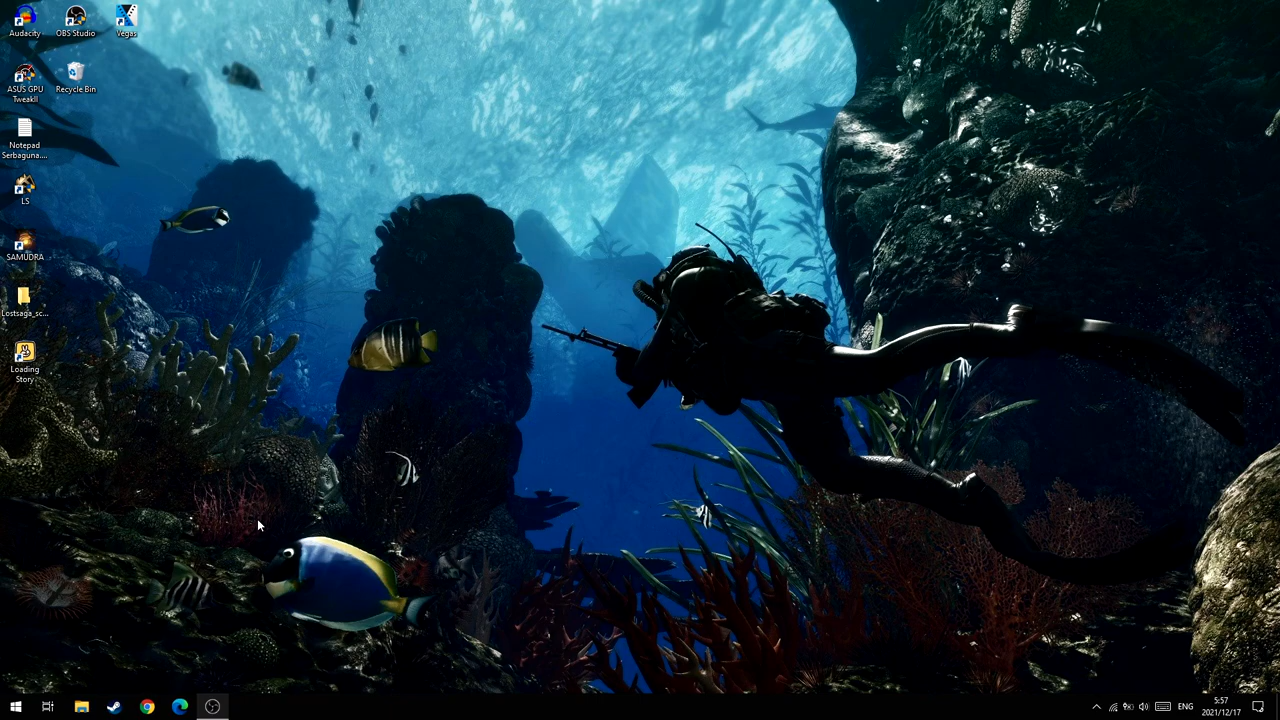 Audacity
OBS Studio
Vegas
ASUS GPU
TweakII
Recycle Bin
Notepad
Serbaguna....
LS
SAMUDRA
Lostsaga_sc...
Loading
Story
ENG
5:57
2021/12/17